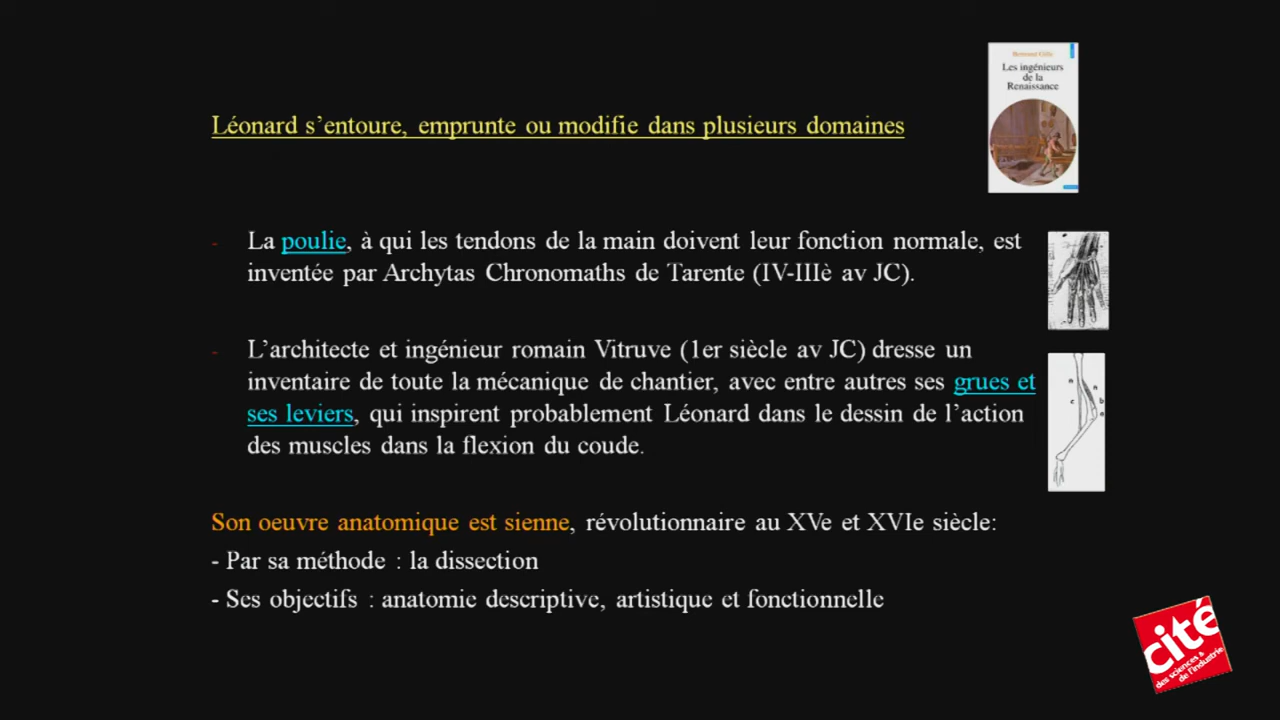 Bertrand Gille
Les ingénieurs
de la
Renaissance
Léonard s’entoure, emprunte ou modifie dans plusieurs domaines
- La poulie, à qui les tendons de la main doivent leur fonction normale, est
inventée par Archytas Chronomaths de Tarente (IV-IIIè av JC).
- L’architecte et ingénieur romain Vitruve (1er siècle av JC) dresse un
inventaire de toute la mécanique de chantier, avec entre autres ses grues et
ses leviers, qui inspirent probablement Léonard dans le dessin de l’action
des muscles dans la flexion du coude.
Son oeuvre anatomique est sienne, révolutionnaire au XVe et XVIe siècle:
- Par sa méthode : la dissection
- Ses objectifs : anatomie descriptive, artistique et fonctionnelle
cité
des sciences &
de l'industrie